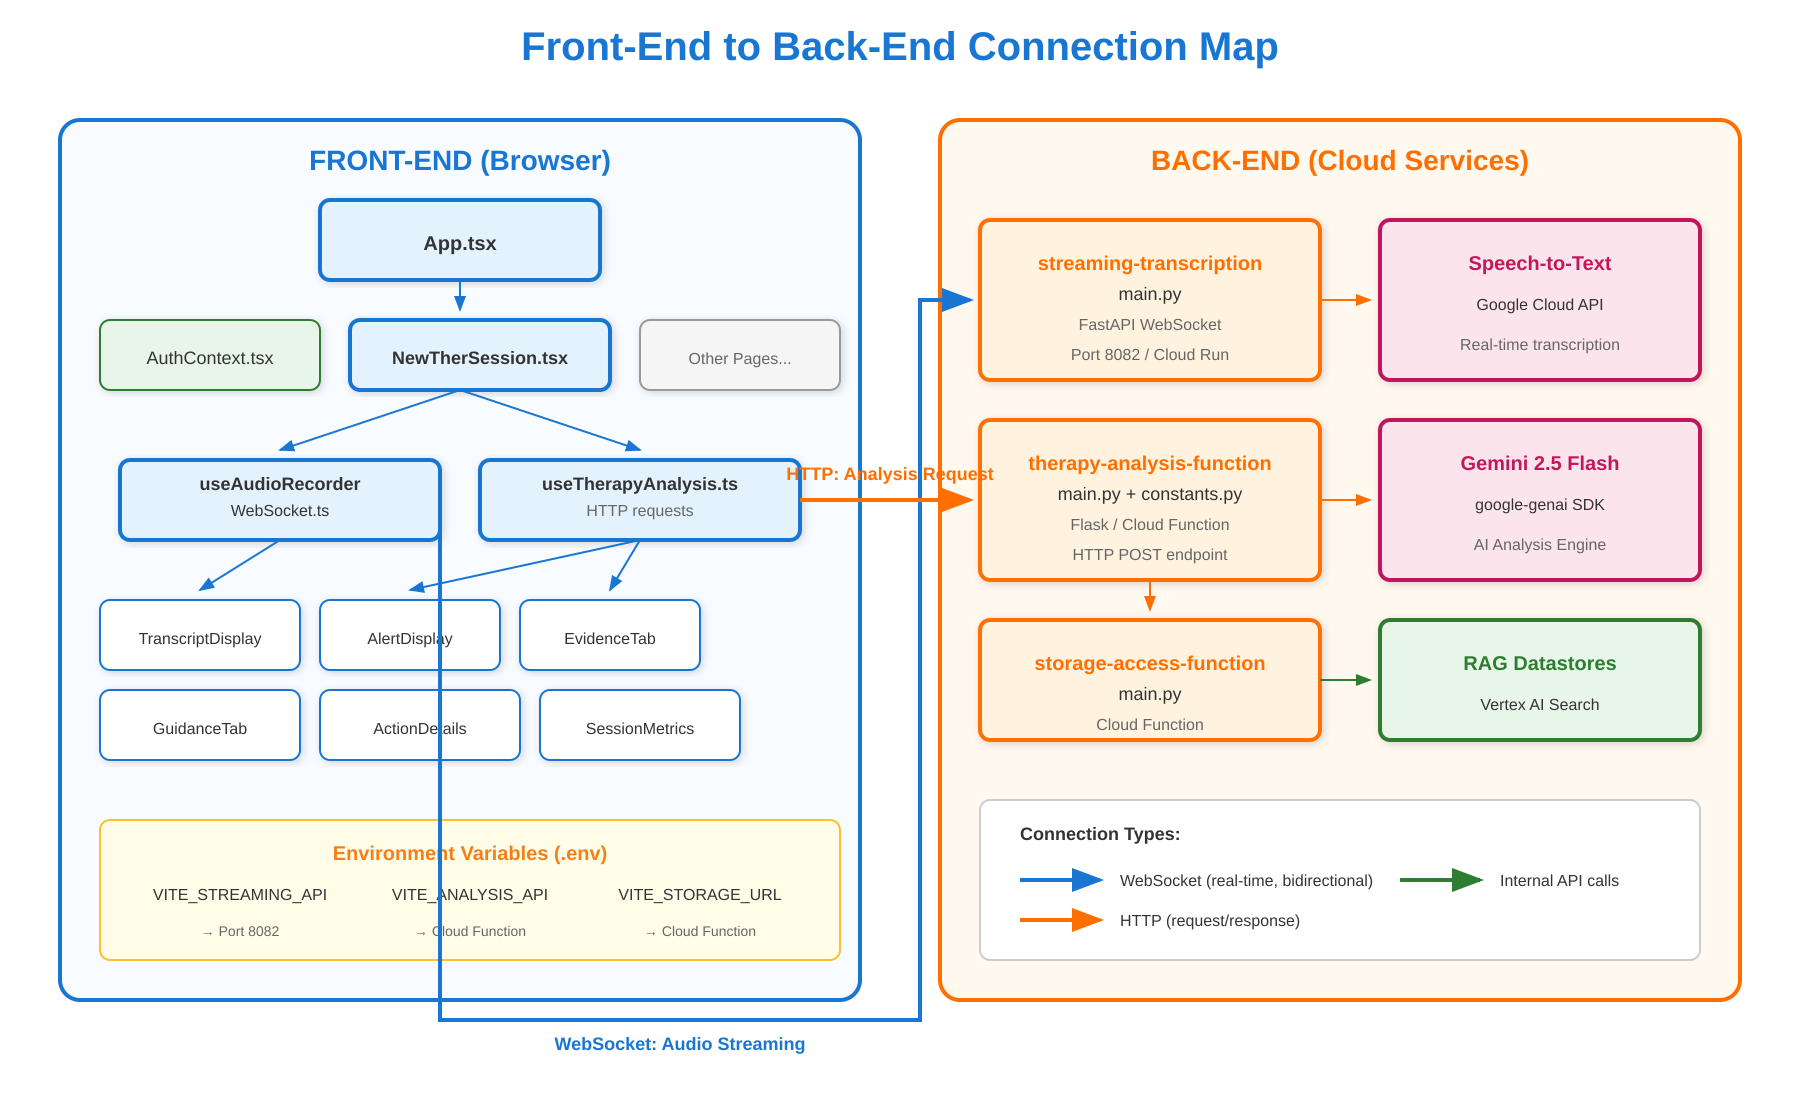 Front-End to Back-End Connection Map
FRONT-END (Browser)
App.tsx
AuthContext.tsx
NewTherSession.tsx
Other Pages...
useAudioRecorder
WebSocket.ts
useTherapyAnalysis.ts
HTTP requests
TranscriptDisplay
AlertDisplay
EvidenceTab
GuidanceTab
ActionDetails
SessionMetrics
Environment Variables (.env)
VITE_STREAMING_API
VITE_ANALYSIS_API
VITE_STORAGE_URL
→ Port 8082
→ Cloud Function
→ Cloud Function
WebSocket: Audio Streaming
HTTP: Analysis Request
BACK-END (Cloud Services)
streaming-transcription
main.py
FastAPI WebSocket
Port 8082 / Cloud Run
Speech-to-Text
Google Cloud API
Real-time transcription
therapy-analysis-function
main.py + constants.py
Flask / Cloud Function
HTTP POST endpoint
Gemini 2.5 Flash
google-genai SDK
AI Analysis Engine
storage-access-function
main.py
Cloud Function
RAG Datastores
Vertex AI Search
Connection Types:
WebSocket (real-time, bidirectional)
Internal API calls
HTTP (request/response)